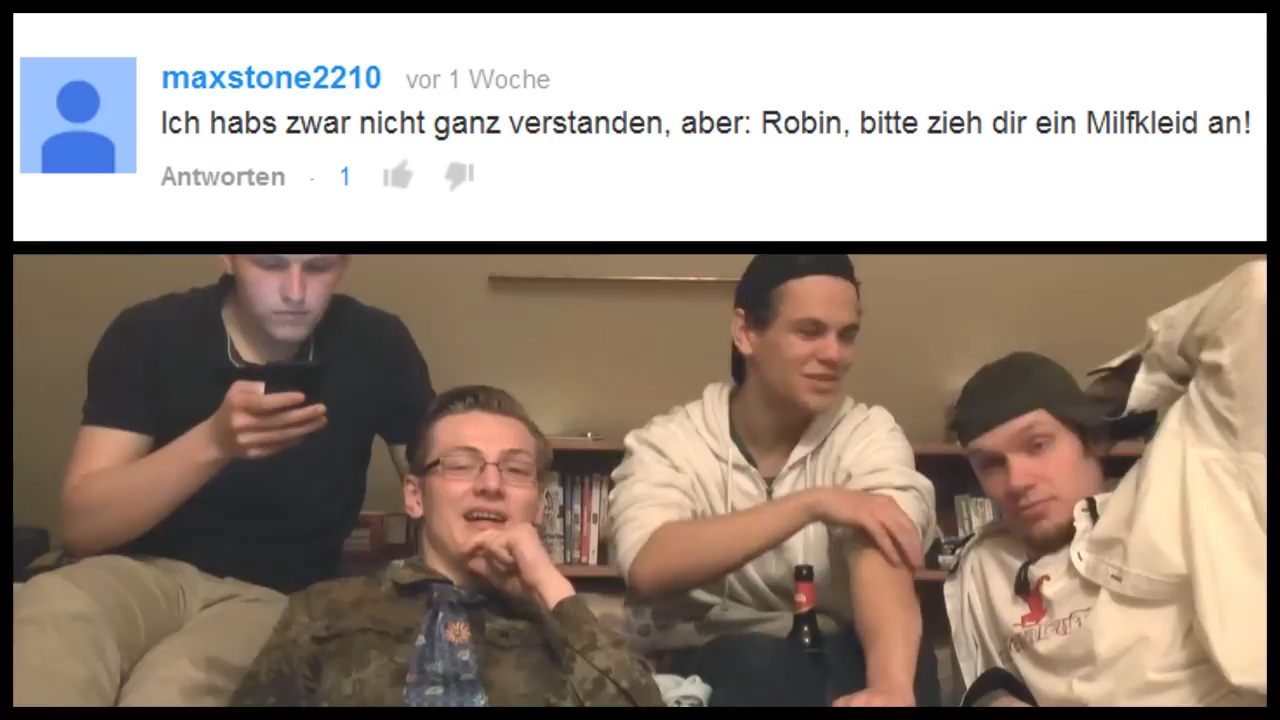 maxstone2210 vor 1 Woche
Ich habs zwar nicht ganz verstanden, aber: Robin, bitte zieh dir ein Milfkleid an!
Antworten · 1